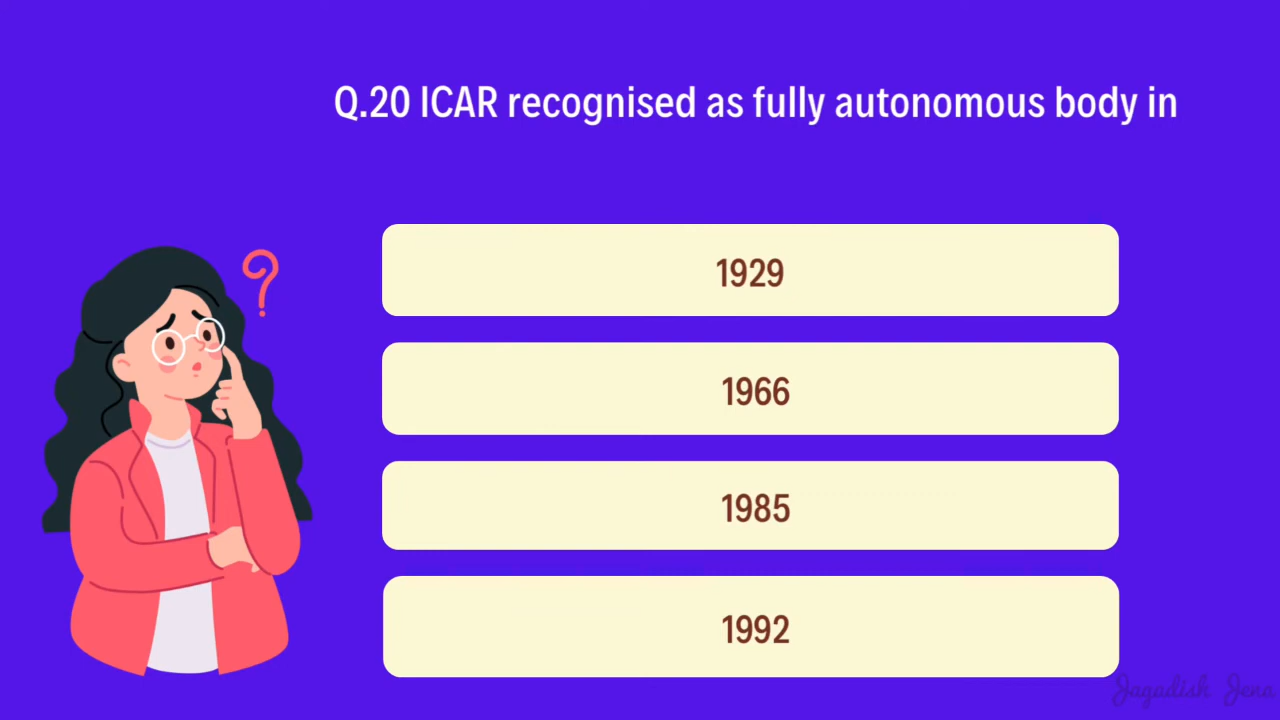 Q.20 ICAR recognised as fully autonomous body in
?
1929
1966
1985
1992
Jagadish Jena